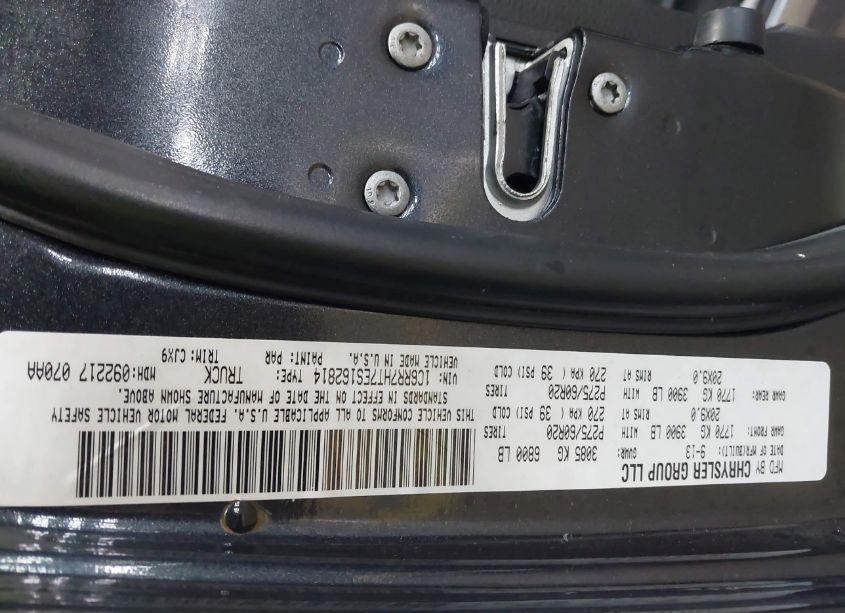 MFD BY CHRYSLER GROUP LLC
DATE OF MFR(BUILT): GVWR:
9-13 3085 KG 6800 LB
GAWR FRONT: WITH TIRES
1770 KG 3900 LB P275/60R20
RIMS AT
20X9.0 270 KPA ( 39 PSI) COLD
GAWR REAR: WITH TIRES
1770 KG 3900 LB P275/60R20
RIMS AT
20X9.0 270 KPA ( 39 PSI) COLD
THIS VEHICLE CONFORMS TO ALL APPLICABLE U.S.A. FEDERAL MOTOR VEHICLE SAFETY
STANDARDS IN EFFECT ON THE DATE OF MANUFACTURE SHOWN ABOVE.
VIN: 1C6RR7HT7ES162814 TYPE: TRUCK MDH:092217 070AA
VEHICLE MADE IN U.S.A. PAINT: PAR TRIM: CJX9